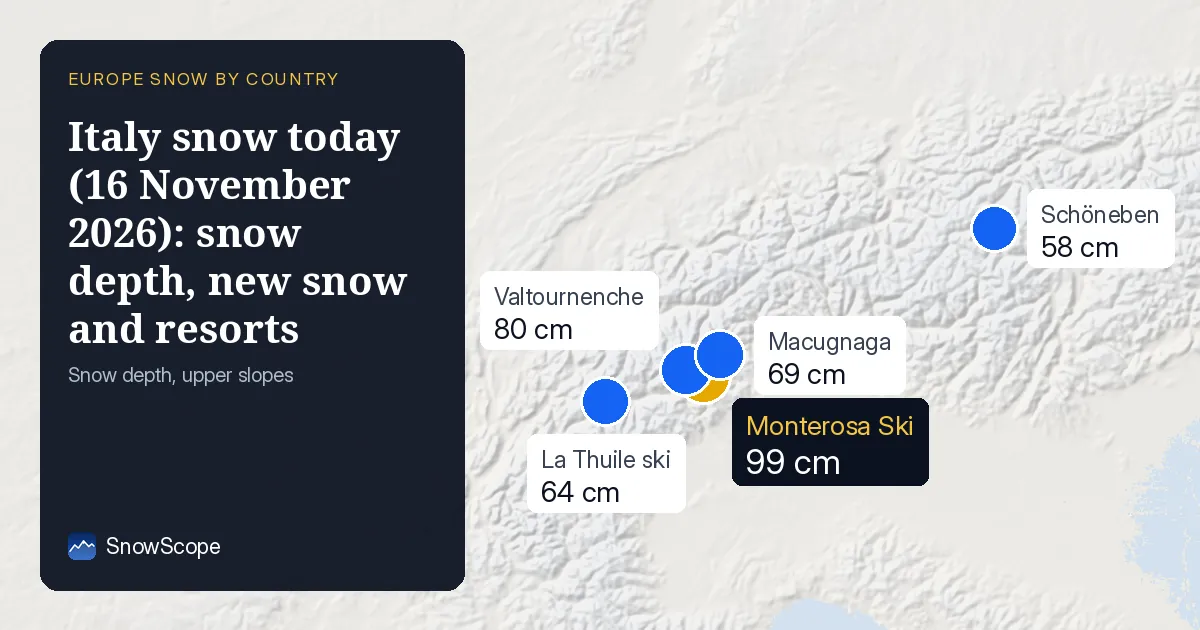 EUROPE SNOW BY COUNTRY
Italy snow today
(16 November
2026): snow
depth, new snow
and resorts
Snow depth, upper slopes
SnowScope
Schöneben
58 cm
Valtournenche
80 cm
Macugnaga
69 cm
Monterosa Ski
99 cm
La Thuile ski
64 cm